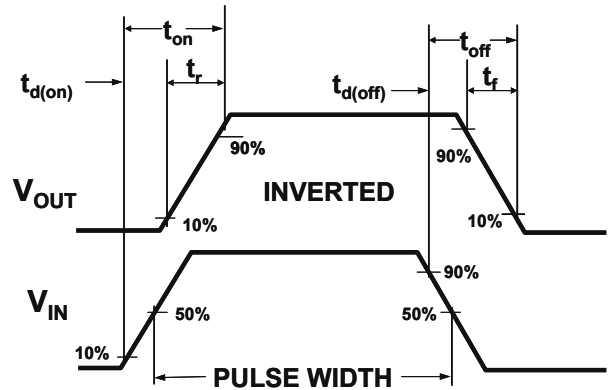 t_on
t_off
t_d(on)
t_r
t_d(off)
t_f
90%
90%
V_OUT
INVERTED
10%
10%
90%
V_IN
50%
50%
10%
PULSE WIDTH